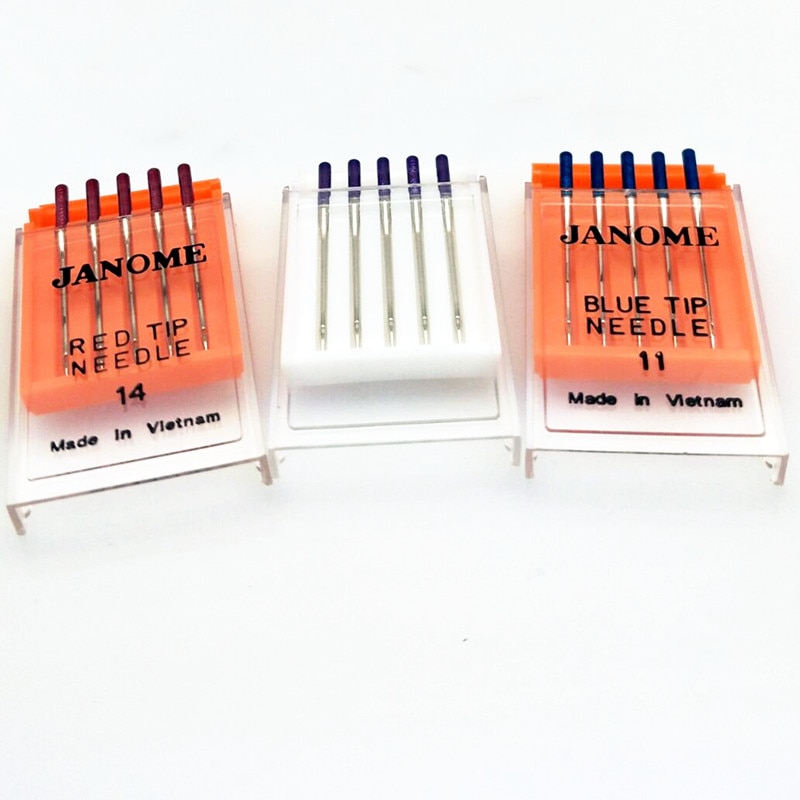 JANOME
RED TIP
NEEDLE
14
Made in Vietnam
JANOME
BLUE TIP
NEEDLE
11
Made in Vietnam